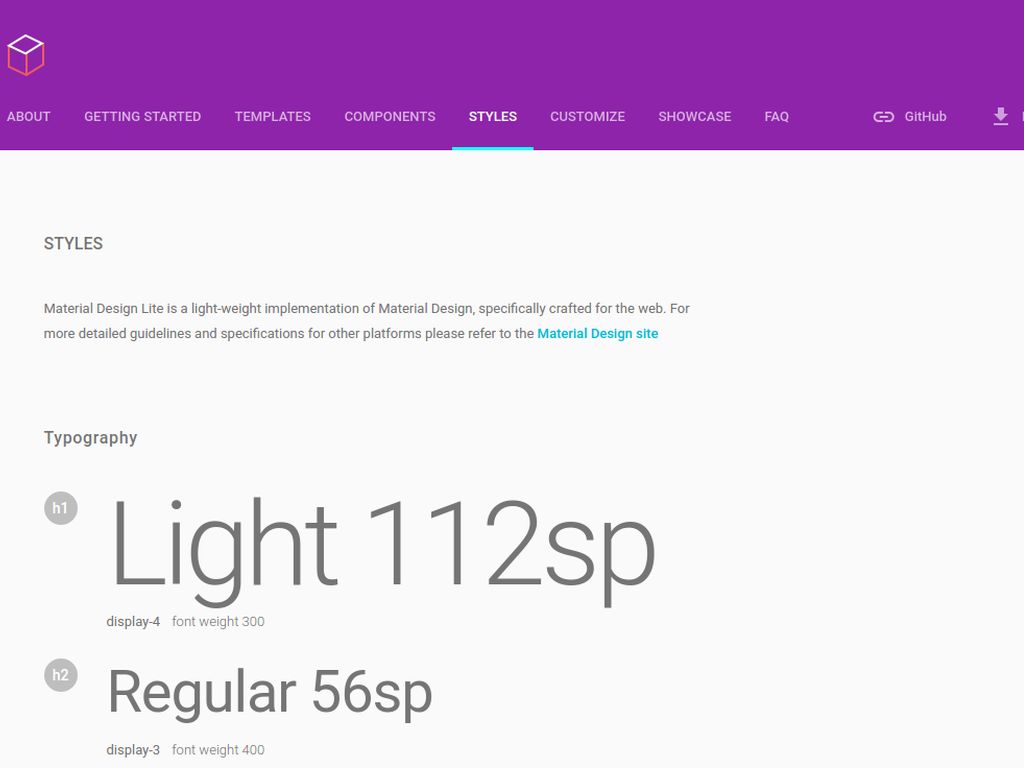 ABOUT GETTING STARTED TEMPLATES COMPONENTS STYLES CUSTOMIZE SHOWCASE FAQ GitHub
STYLES
Material Design Lite is a light-weight implementation of Material Design, specifically crafted for the web. For
more detailed guidelines and specifications for other platforms please refer to the Material Design site
Typography
h1 Light 112sp
display-4 font weight 300
h2 Regular 56sp
display-3 font weight 400